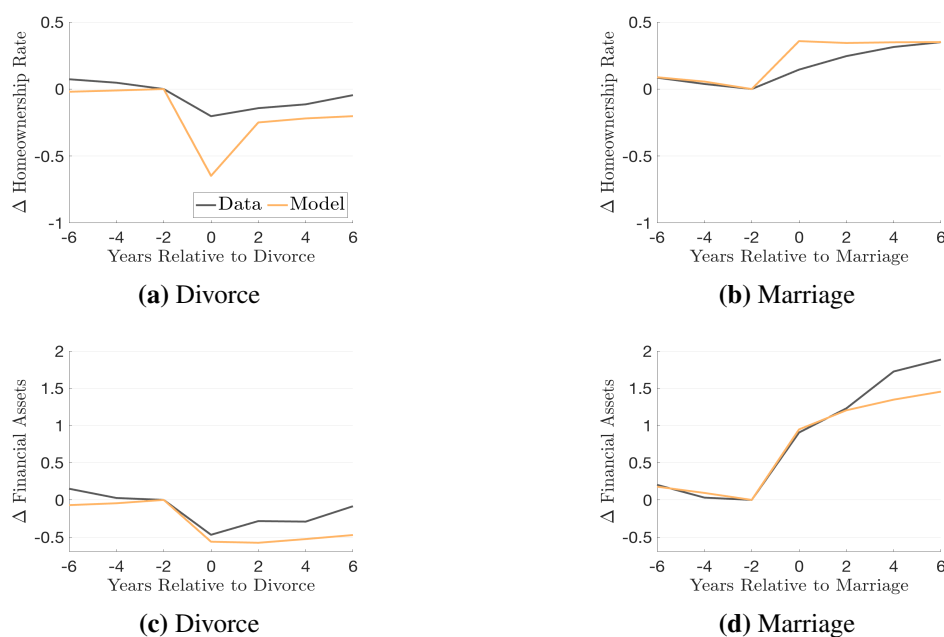 0.5
0
-0.5
-1
Δ Homeownership Rate
Data Model
-6 -4 -2 0 2 4 6
Years Relative to Divorce
(a) Divorce
0.5
0
-0.5
-1
Δ Homeownership Rate
-6 -4 -2 0 2 4 6
Years Relative to Marriage
(b) Marriage
2
1.5
1
0.5
0
-0.5
Δ Financial Assets
-6 -4 -2 0 2 4 6
Years Relative to Divorce
(c) Divorce
2
1.5
1
0.5
0
-0.5
Δ Financial Assets
-6 -4 -2 0 2 4 6
Years Relative to Marriage
(d) Marriage